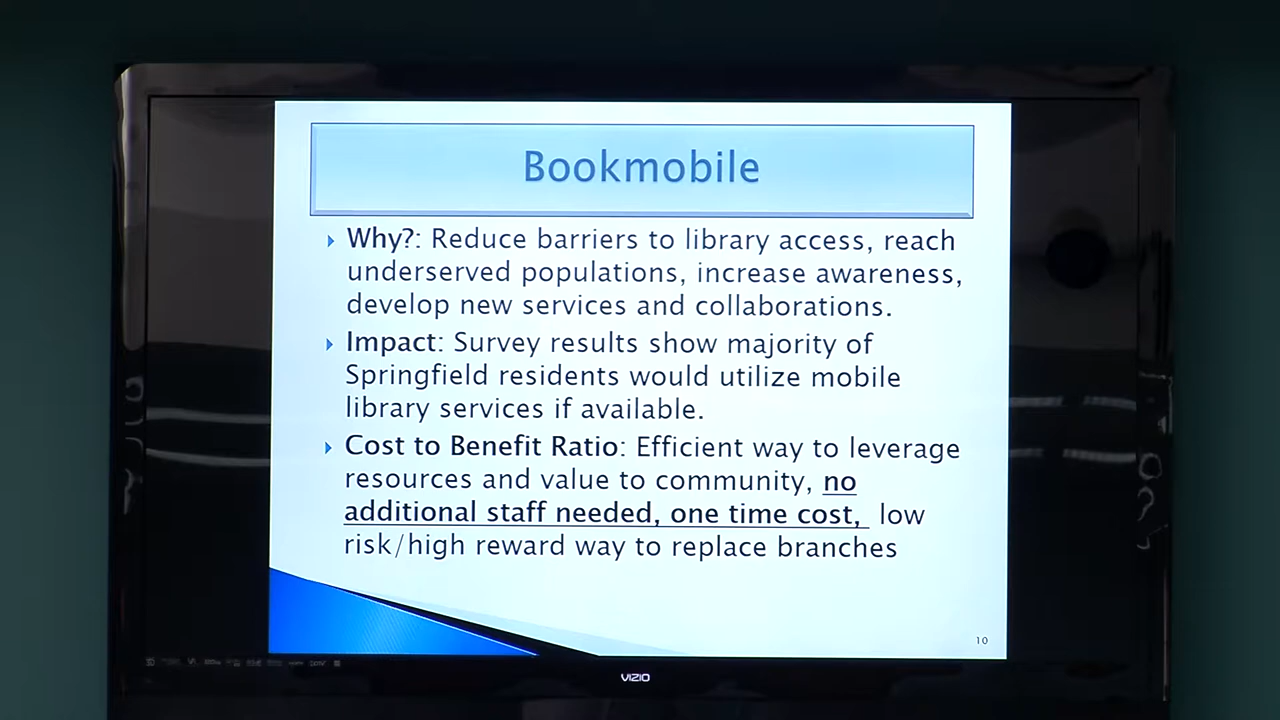 Bookmobile
Why?: Reduce barriers to library access, reach
underserved populations, increase awareness,
develop new services and collaborations.
Impact: Survey results show majority of
Springfield residents would utilize mobile
library services if available.
Cost to Benefit Ratio: Efficient way to leverage
resources and value to community, no
additional staff needed, one time cost, low
risk/high reward way to replace branches
10
VIZIO